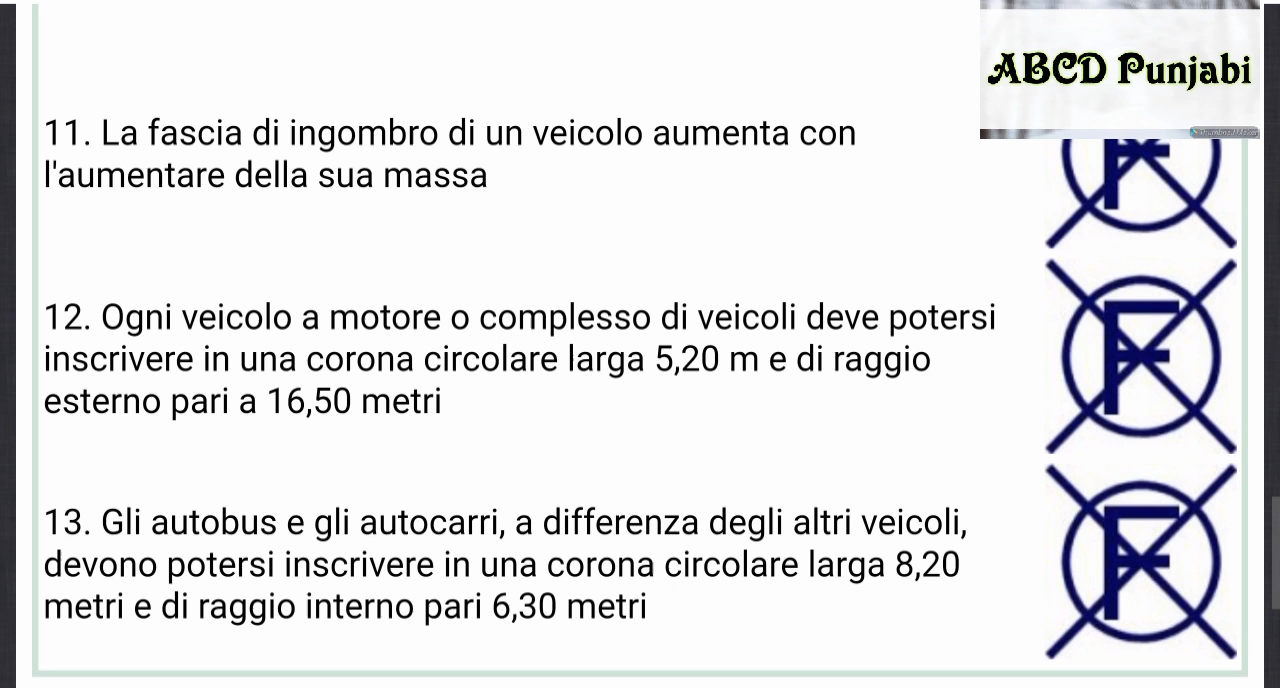 ABCD Punjabi
11. La fascia di ingombro di un veicolo aumenta con
l'aumentare della sua massa
F
12. Ogni veicolo a motore o complesso di veicoli deve potersi
inscrivere in una corona circolare larga 5,20 m e di raggio
esterno pari a 16,50 metri
F
13. Gli autobus e gli autocarri, a differenza degli altri veicoli,
devono potersi inscrivere in una corona circolare larga 8,20
metri e di raggio interno pari 6,30 metri
F